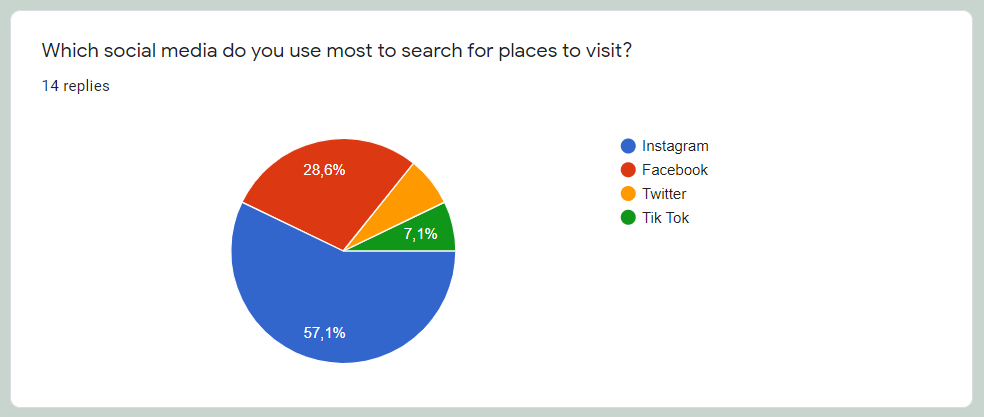 Which social media do you use most to search for places to visit?
14 replies
Instagram
Facebook
Twitter
Tik Tok
28,6%
7,1%
57,1%